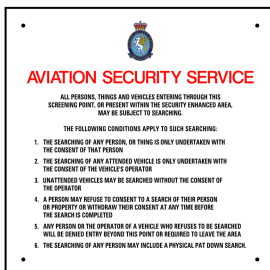 AVIATION SECURITY SERVICE
ALL PERSONS, THINGS AND VEHICLES ENTERING THROUGH THIS
SCREENING POINT, OR PRESENT WITHIN THE SECURITY ENHANCED AREA,
MAY BE SUBJECT TO SEARCHING.
THE FOLLOWING CONDITIONS APPLY TO SUCH SEARCHING:
1. THE SEARCHING OF ANY PERSON, OR THING IS ONLY UNDERTAKEN WITH
THE CONSENT OF THAT PERSON
2. THE SEARCHING OF ANY ATTENDED VEHICLE IS ONLY UNDERTAKEN WITH
THE CONSENT OF THE VEHICLE'S OPERATOR
3. UNATTENDED VEHICLES MAY BE SEARCHED WITHOUT THE CONSENT OF
THE OPERATOR
4. A PERSON MAY REFUSE TO CONSENT TO A SEARCH OF THEIR PERSON
OR PROPERTY OR WITHDRAW THEIR CONSENT AT ANY TIME BEFORE
THE SEARCH IS COMPLETED
5. ANY PERSON OR THE OPERATOR OF A VEHICLE WHO REFUSES TO BE SEARCHED
WILL BE DENIED ENTRY BEYOND THIS POINT OR REQUIRED TO LEAVE THE AREA
6. THE SEARCHING OF ANY PERSON MAY INCLUDE A PHYSICAL PAT DOWN SEARCH.